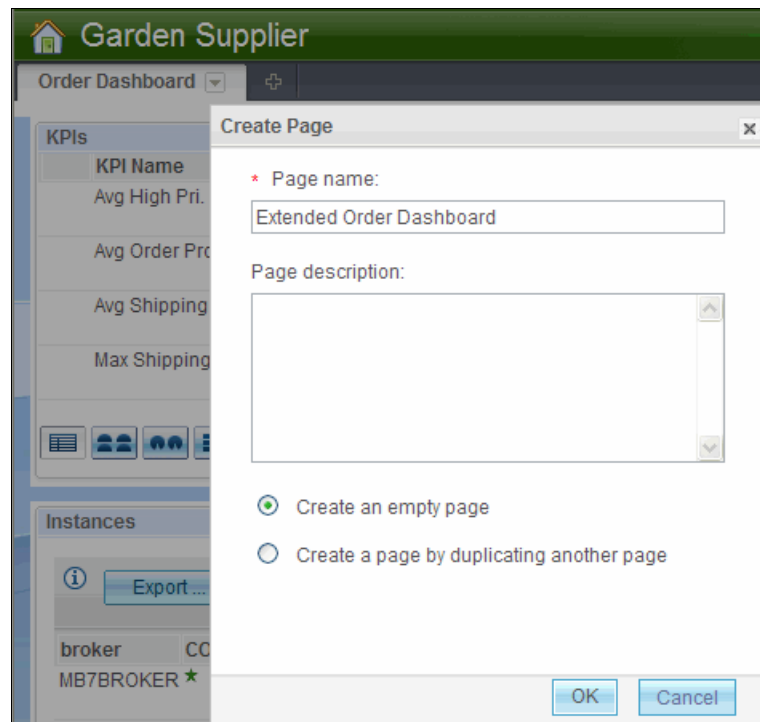 Garden Supplier
Order Dashboard
Create Page
KPIs
KPI Name
Avg High Pri.
Avg Order Pro
Avg Shipping
Max Shipping
* Page name:
Extended Order Dashboard
Page description:
Create an empty page
Create a page by duplicating another page
Instances
Export ...
broker CO
MB7BROKER
OK Cancel